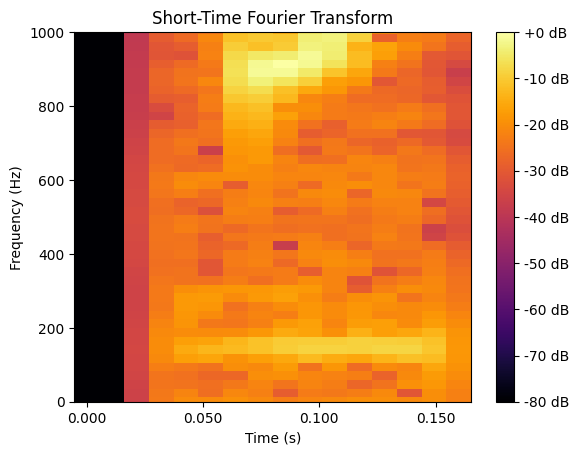 Short-Time Fourier Transform
1000
800
600
400
200
0
Frequency (Hz)
0.000
0.050
0.100
0.150
Time (s)
+0 dB
-10 dB
-20 dB
-30 dB
-40 dB
-50 dB
-60 dB
-70 dB
-80 dB